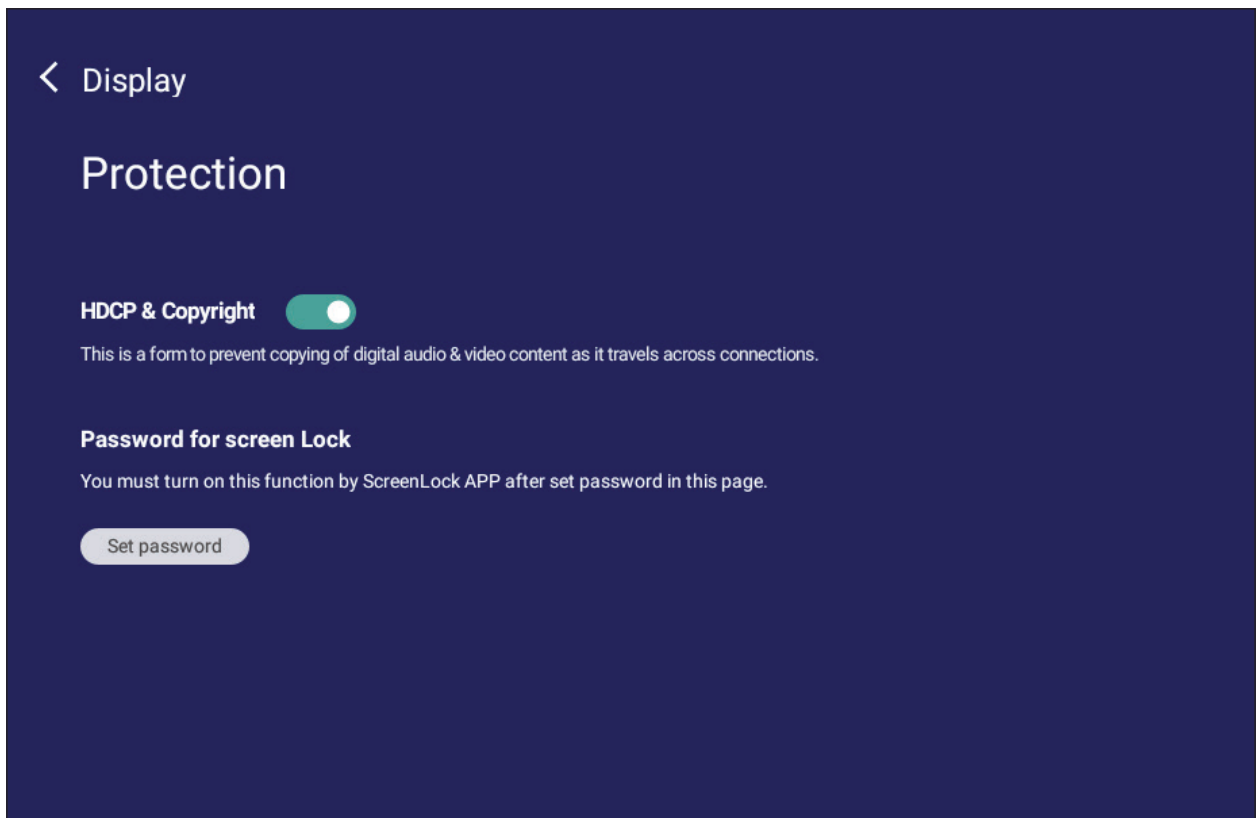 Display
Protection
HDCP & Copyright
This is a form to prevent copying of digital audio & video content as it travels across connections.
Password for screen Lock
You must turn on this function by ScreenLock APP after set password in this page.
Set password